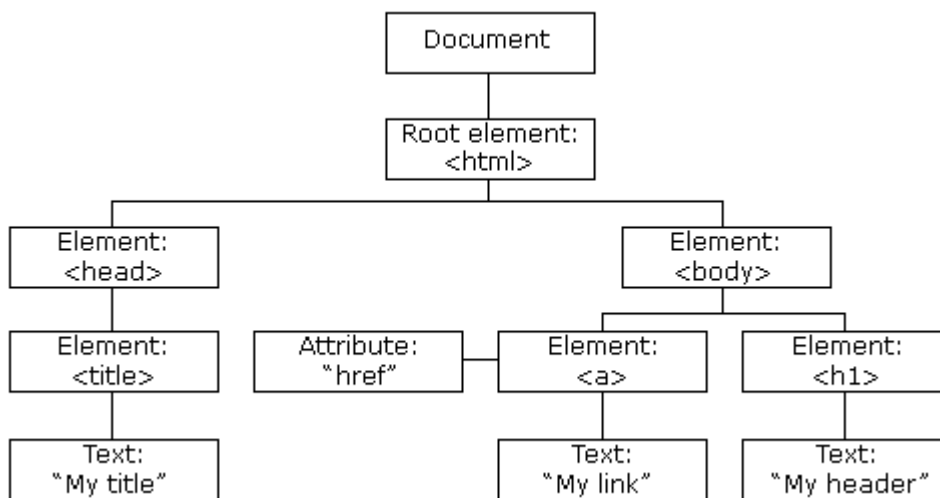 Document
Root element:
<html>
Element:
<head>
Element:
<body>
Element:
<title>
Attribute:
“href”
Element:
<a>
Element:
<h1>
Text:
“My title”
Text:
“My link”
Text:
“My header”